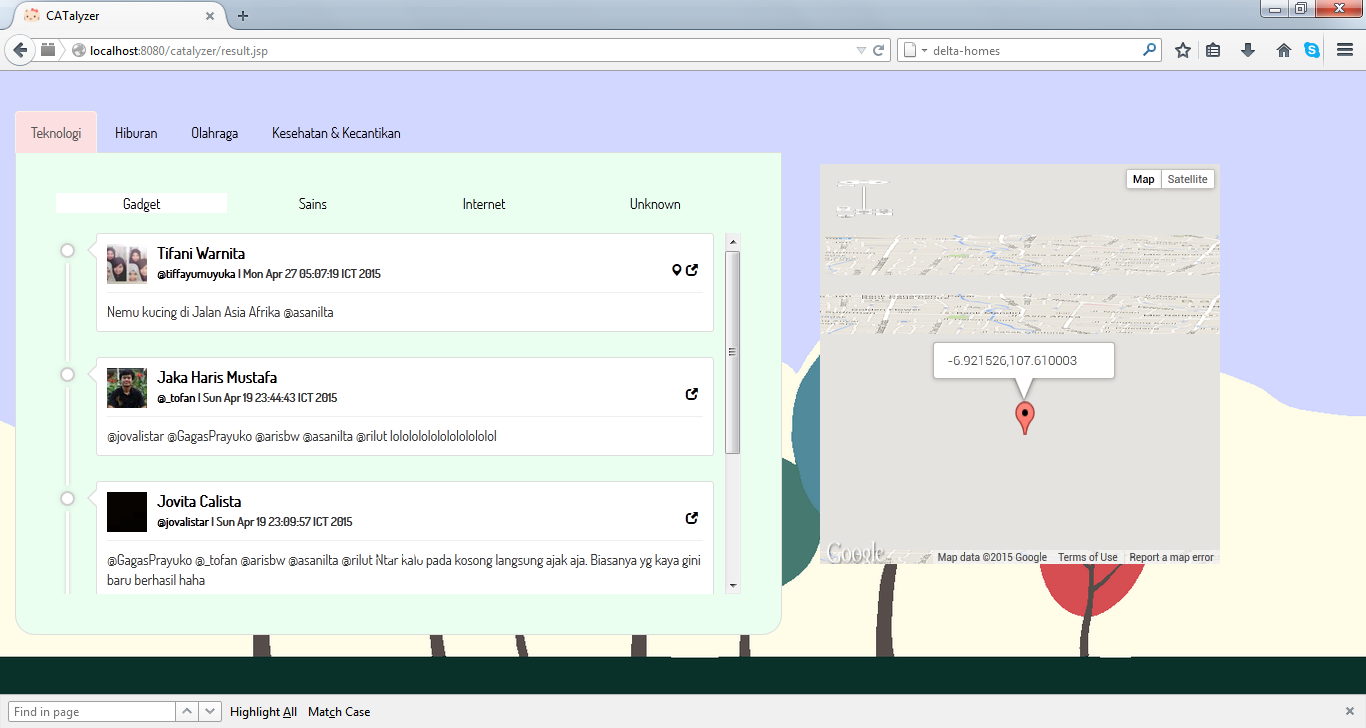 CATalyzer
localhost:8080/catalyzer/result.jsp
delta-homes
Teknologi Hiburan Olahraga Kesehatan & Kecantikan
Gadget Sains Internet Unknown
Tifani Warnita
@tiffayumuyuka | Mon Apr 27 05:07:19 ICT 2015
Nemu kucing di Jalan Asia Afrika @asanilta
Jaka Haris Mustafa
@_tofan | Sun Apr 19 23:44:43 ICT 2015
@jovalistar @GagasPrayuko @arisbw @asanilta @rilut lolololololololololol
Jovita Calista
@jovalistar | Sun Apr 19 23:09:57 ICT 2015
@GagasPrayuko @_tofan @arisbw @asanilta @rilut Ntar kalu pada kosong langsung ajak aja. Biasanya yg kaya gini
baru berhasil haha
Map Satellite
-6.921526,107.610003
Google
Map data ©2015 Google Terms of Use Report a map error
Find in page Highlight All Match Case